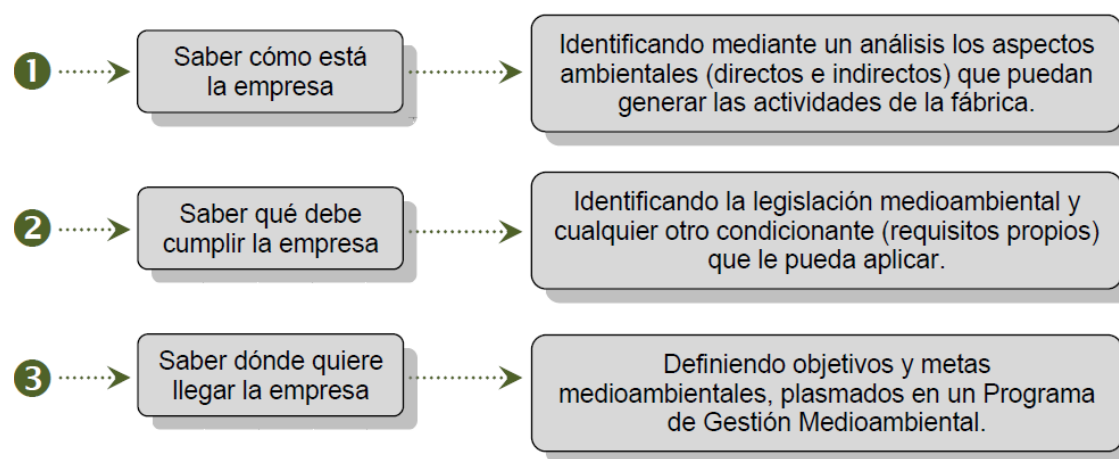 1
Saber cómo está
la empresa
Identificando mediante un análisis los aspectos
ambientales (directos e indirectos) que puedan
generar las actividades de la fábrica.
2
Saber qué debe
cumplir la empresa
Identificando la legislación medioambiental y
cualquier otro condicionante (requisitos propios)
que le pueda aplicar.
3
Saber dónde quiere
llegar la empresa
Definiendo objetivos y metas
medioambientales, plasmados en un Programa
de Gestión Medioambiental.